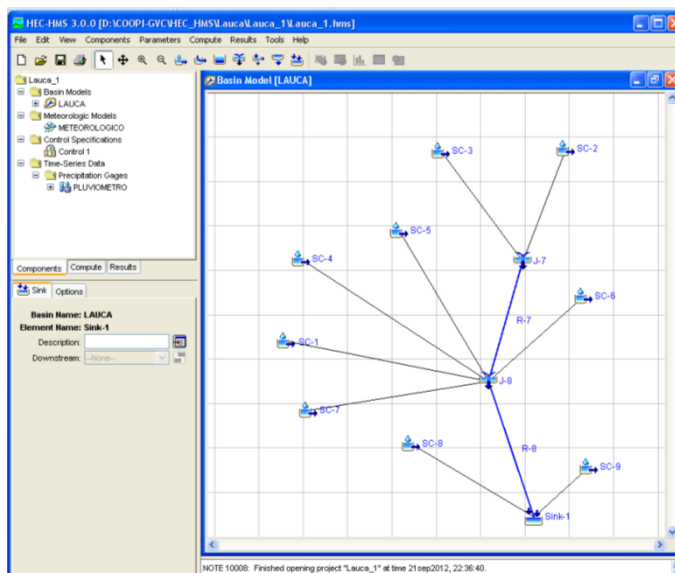 HEC-HMS 3.0.0 [D:\COOPI-GVC\HEC_HMS\Lauca\Lauca_1\Lauca_1.hms]
File Edit View Components Parameters Compute Results Tools Help
Lauca_1
Basin Models
LAUCA
Meteorologic Models
METEOROLOGICO
Control Specifications
Control 1
Time-Series Data
Precipitation Gages
PLUVIOMETRO
Components Compute Results
Sink Options
Basin Name: LAUCA
Element Name: Sink-1
Description:
Downstream: --None--
Basin Model [LAUCA]
SC-3
SC-2
SC-5
SC-4
J-7
SC-6
R-7
SC-1
J-8
SC-7
SC-8
R-8
SC-9
Sink-1
NOTE 10008: Finished opening project "Lauca_1" at time 21sep2012, 22:36:40.